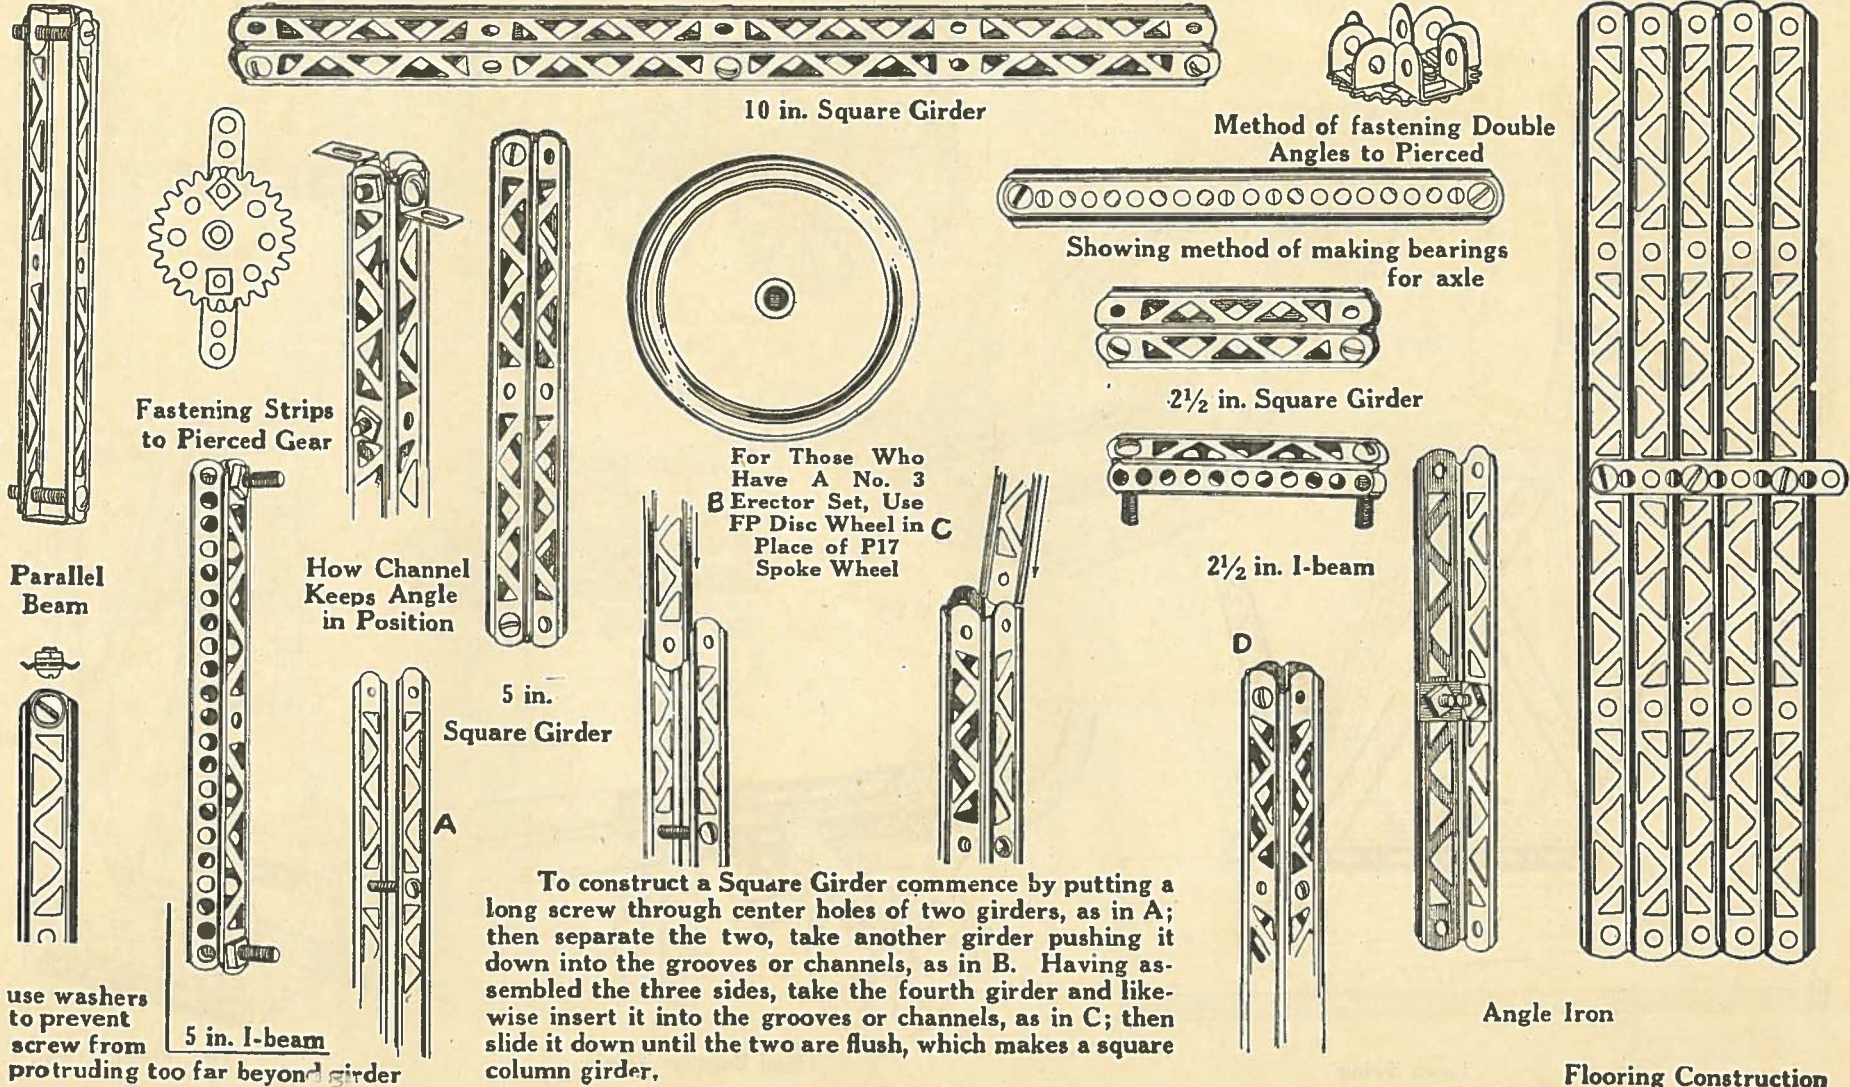 10 in. Square Girder
Method of fastening Double
Angles to Pierced
Showing method of making bearings
for axle
2½ in. Square Girder
Fastening Strips
to Pierced Gear
For Those Who
Have A No. 3
Erector Set, Use
FP Disc Wheel in
Place of P17
Spoke Wheel
B
C
2½ in. I-beam
Parallel
Beam
How Channel
Keeps Angle
in Position
D
5 in.
Square Girder
A
To construct a Square Girder commence by putting a
long screw through center holes of two girders, as in A;
then separate the two, take another girder pushing it
down into the grooves or channels, as in B. Having as-
sembled the three sides, take the fourth girder and like-
wise insert it into the grooves or channels, as in C; then
slide it down until the two are flush, which makes a square
column girder.
use washers
to prevent
screw from
protruding too far beyond girder
5 in. I-beam
Angle Iron
Flooring Construction